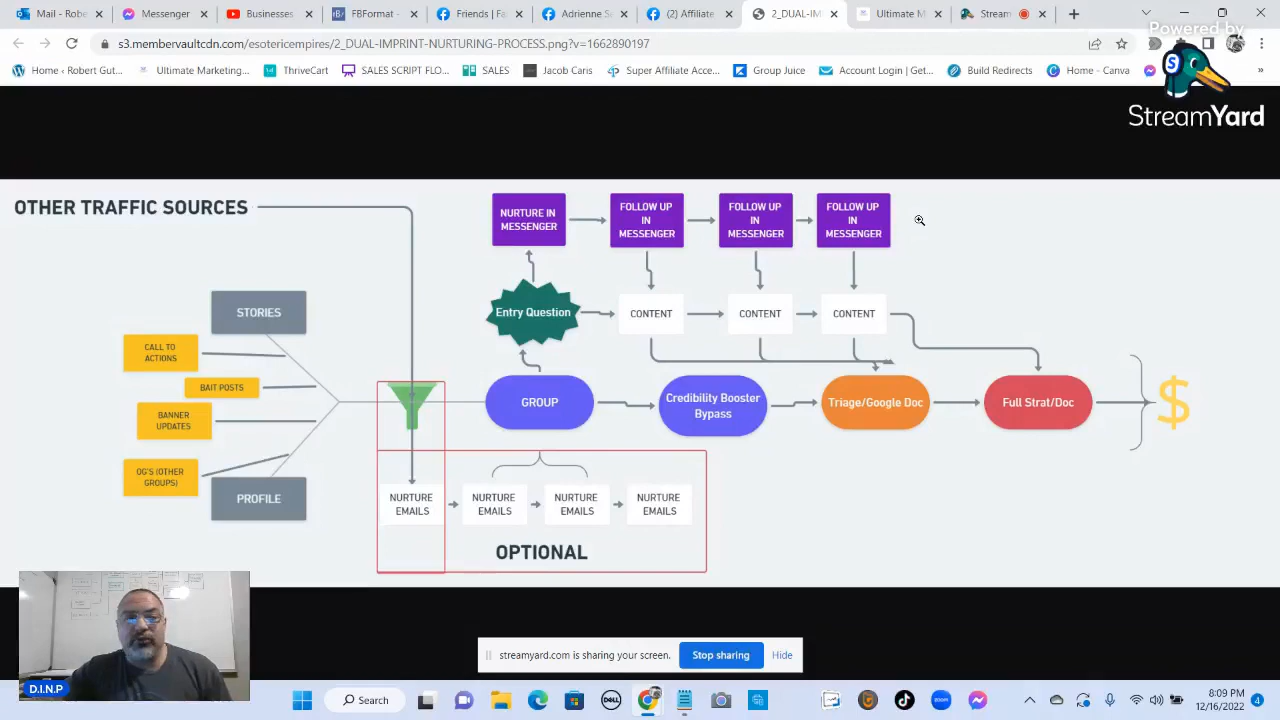 Mail - Robe
Messenger
Businesses
FBFormat -
Friends | Fa
Adrienne S
(2) Affiliate
2_DUAL-IM
Ultimate M
Stream
s3.membervaultcdn.com/esotericempires/2_DUAL-IMPRINT-NURTURING-PROCESS.png?v=1662890197
Powered by
Home ‹ Robert Gut...
Ultimate Marketing...
ThriveCart
SALES SCRIPT FLO...
SALES
Jacob Caris
Super Affiliate Acce...
Group Juice
Account Login | Get...
Build Redirects
Home - Canva
»
StreamYard
OTHER TRAFFIC SOURCES
NURTURE IN
MESSENGER
FOLLOW UP
IN
MESSENGER
FOLLOW UP
IN
MESSENGER
FOLLOW UP
IN
MESSENGER
STORIES
Entry Question
CONTENT
CONTENT
CONTENT
CALL TO
ACTIONS
BAIT POSTS
BANNER
UPDATES
OG'S (OTHER
GROUPS)
PROFILE
GROUP
Credibility Booster
Bypass
Triage/Google Doc
Full Strat/Doc
$
NURTURE
EMAILS
NURTURE
EMAILS
NURTURE
EMAILS
NURTURE
EMAILS
OPTIONAL
streamyard.com is sharing your screen.
Stop sharing
Hide
D.I.N.P
Search
DELL
zoom
8:09 PM
12/16/2022
4